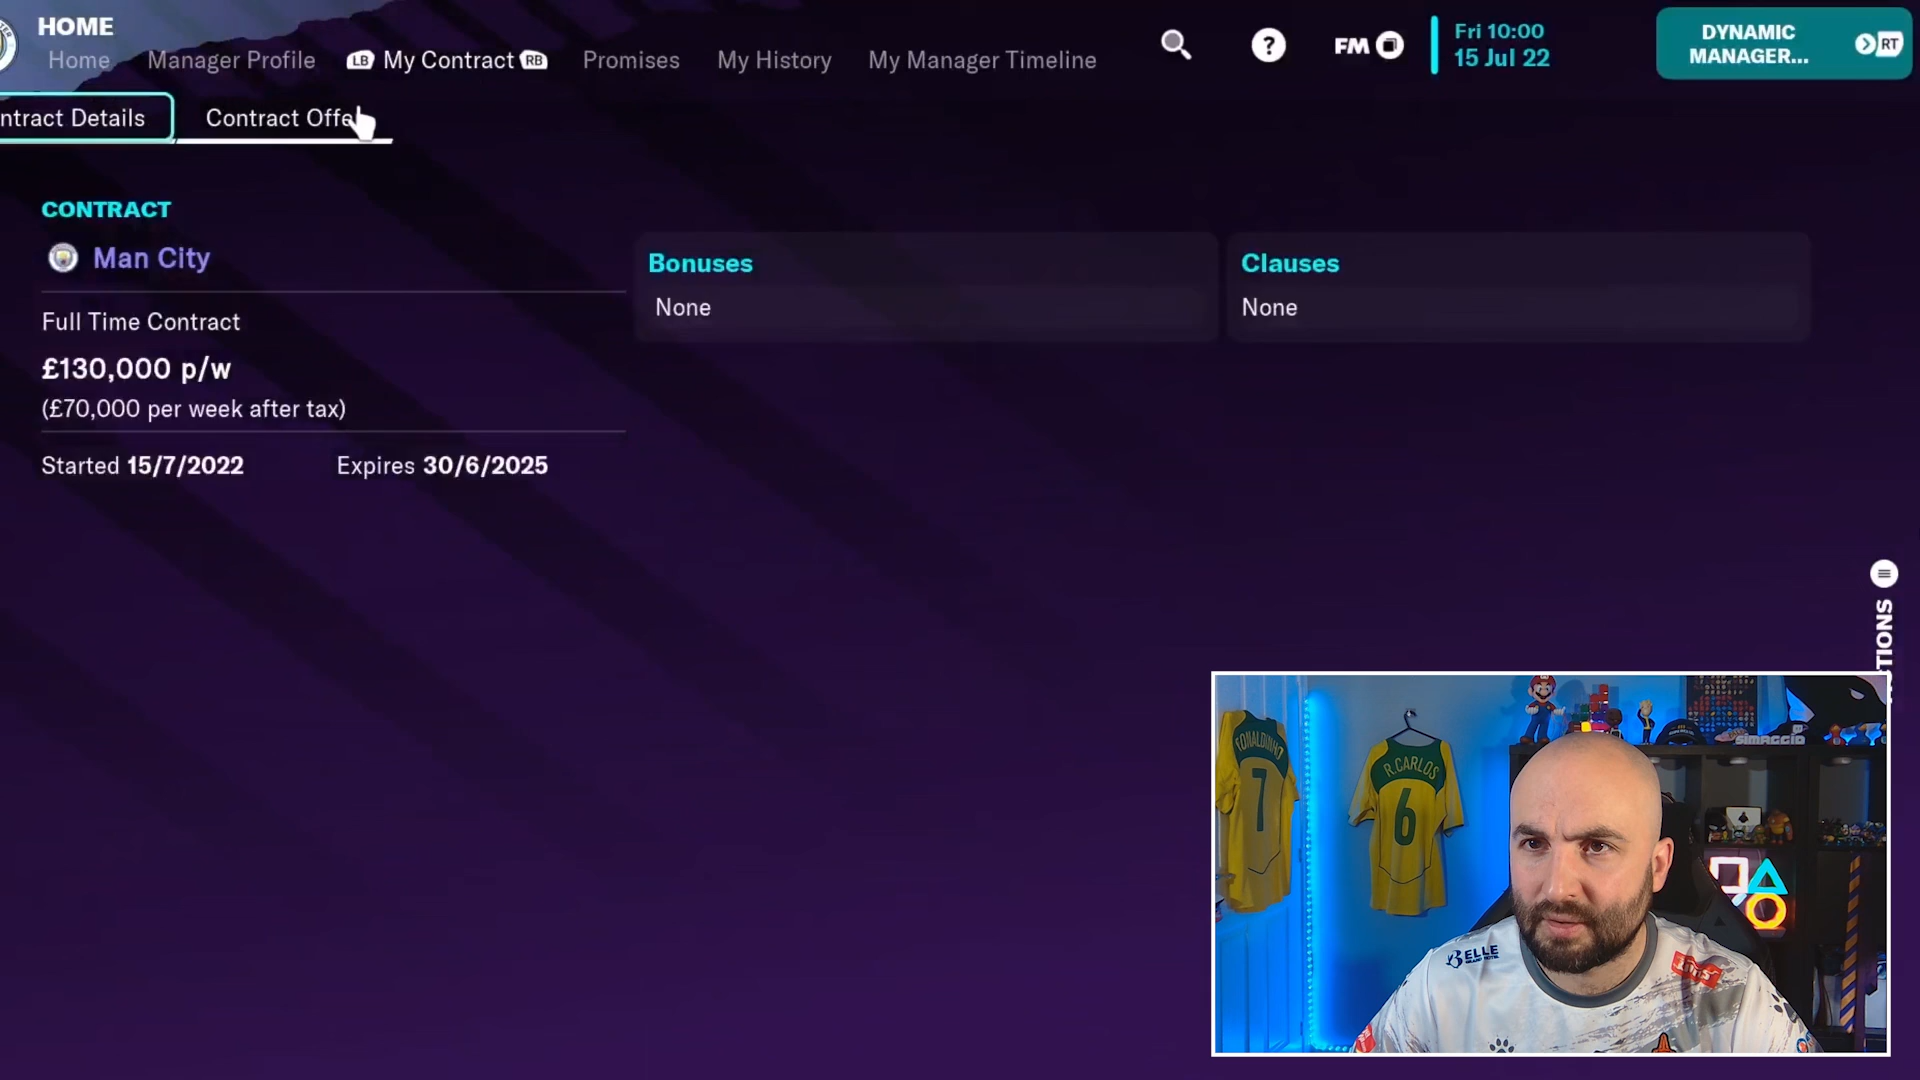 HOME
Home Manager Profile LB My Contract RB Promises My History My Manager Timeline
FM
Fri 10:00
15 Jul 22
DYNAMIC
MANAGER...
RT
ntract Details Contract Offe
CONTRACT
Man City
Full Time Contract
£130,000 p/w
(£70,000 per week after tax)
Started 15/7/2022 Expires 30/6/2025
Bonuses
None
Clauses
None
R.CARLOS
6
7
SIMAGGIO
BELLE